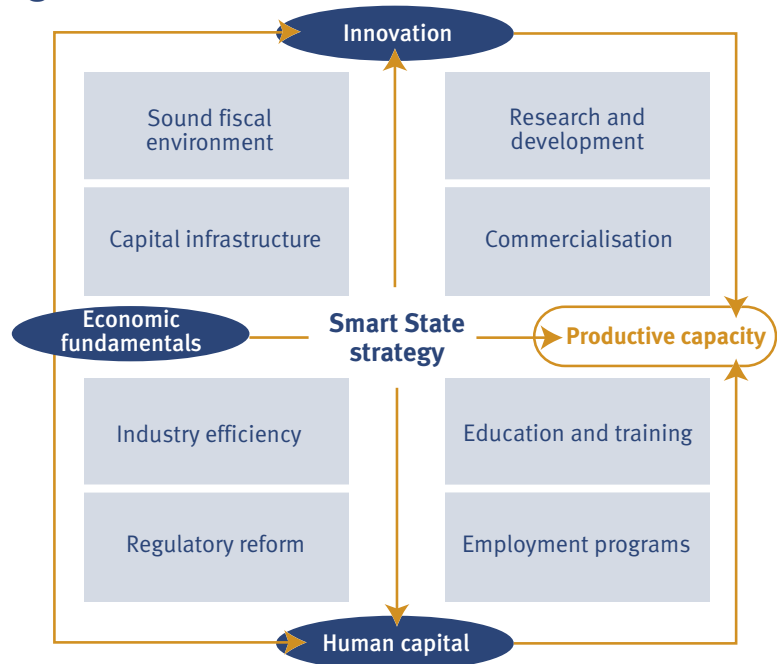 Innovation
Sound fiscal
environment
Research and
development
Capital infrastructure
Commercialisation
Economic
fundamentals
Smart State
strategy
Productive capacity
Industry efficiency
Education and training
Regulatory reform
Employment programs
Human capital